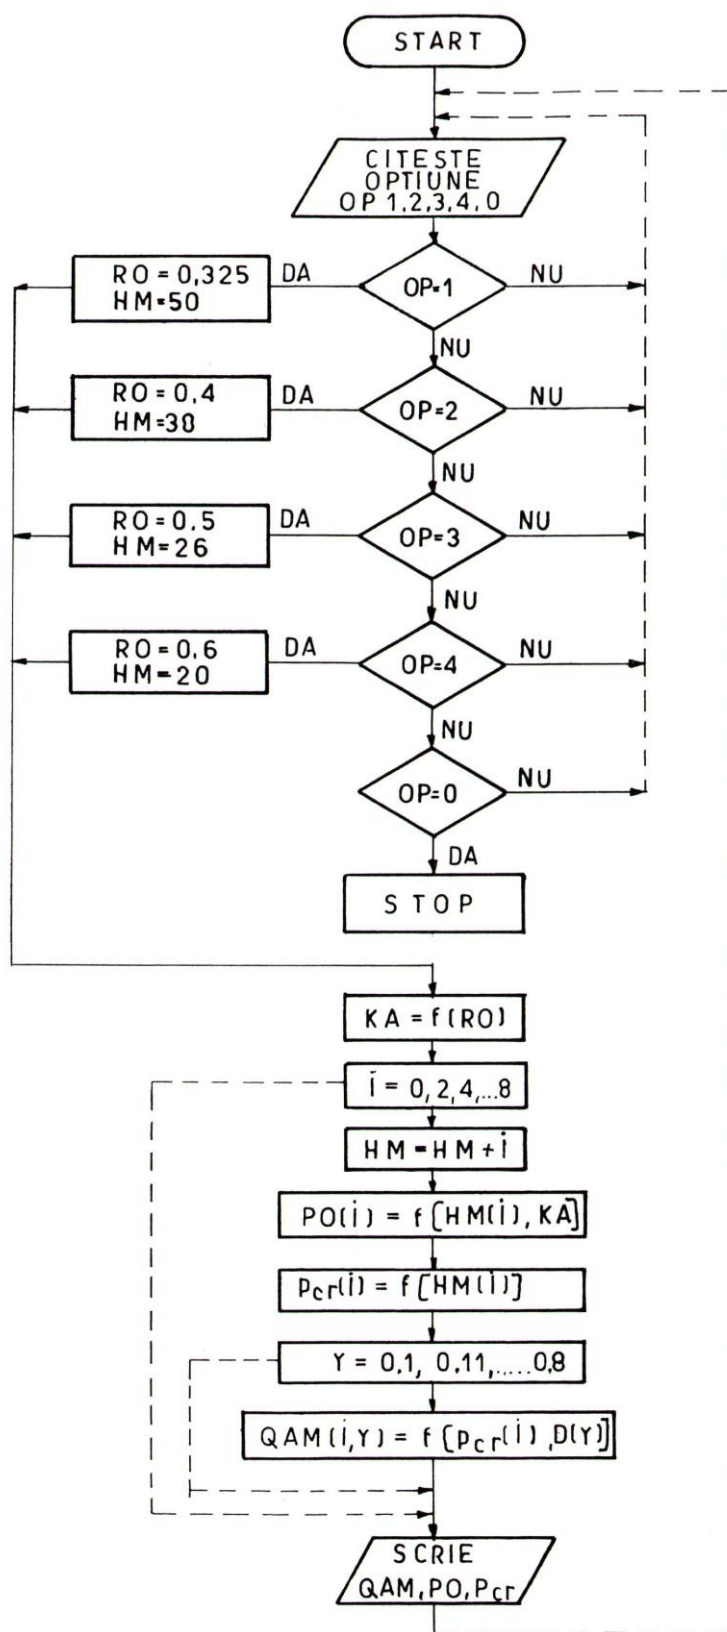 START
CITESTE
OPTIUNE
OP 1,2,3,4,0
RO = 0,325
HM=50
DA
OP=1
NU
NU
RO = 0,4
HM=38
DA
OP=2
NU
NU
RO = 0,5
HM=26
DA
OP=3
NU
NU
RO = 0,6
HM=20
DA
OP=4
NU
NU
OP=0
NU
DA
STOP
KA = f(RO)
i = 0,2,4,...8
HM = HM + i
PO(i) = f[HM(i), KA]
Pcr(i) = f[HM(i)]
Y = 0,1, 0,11,.....0,8
QAM(i,Y) = f[pcr(i),D(Y)]
SCRIE
QAM,PO,Pcr